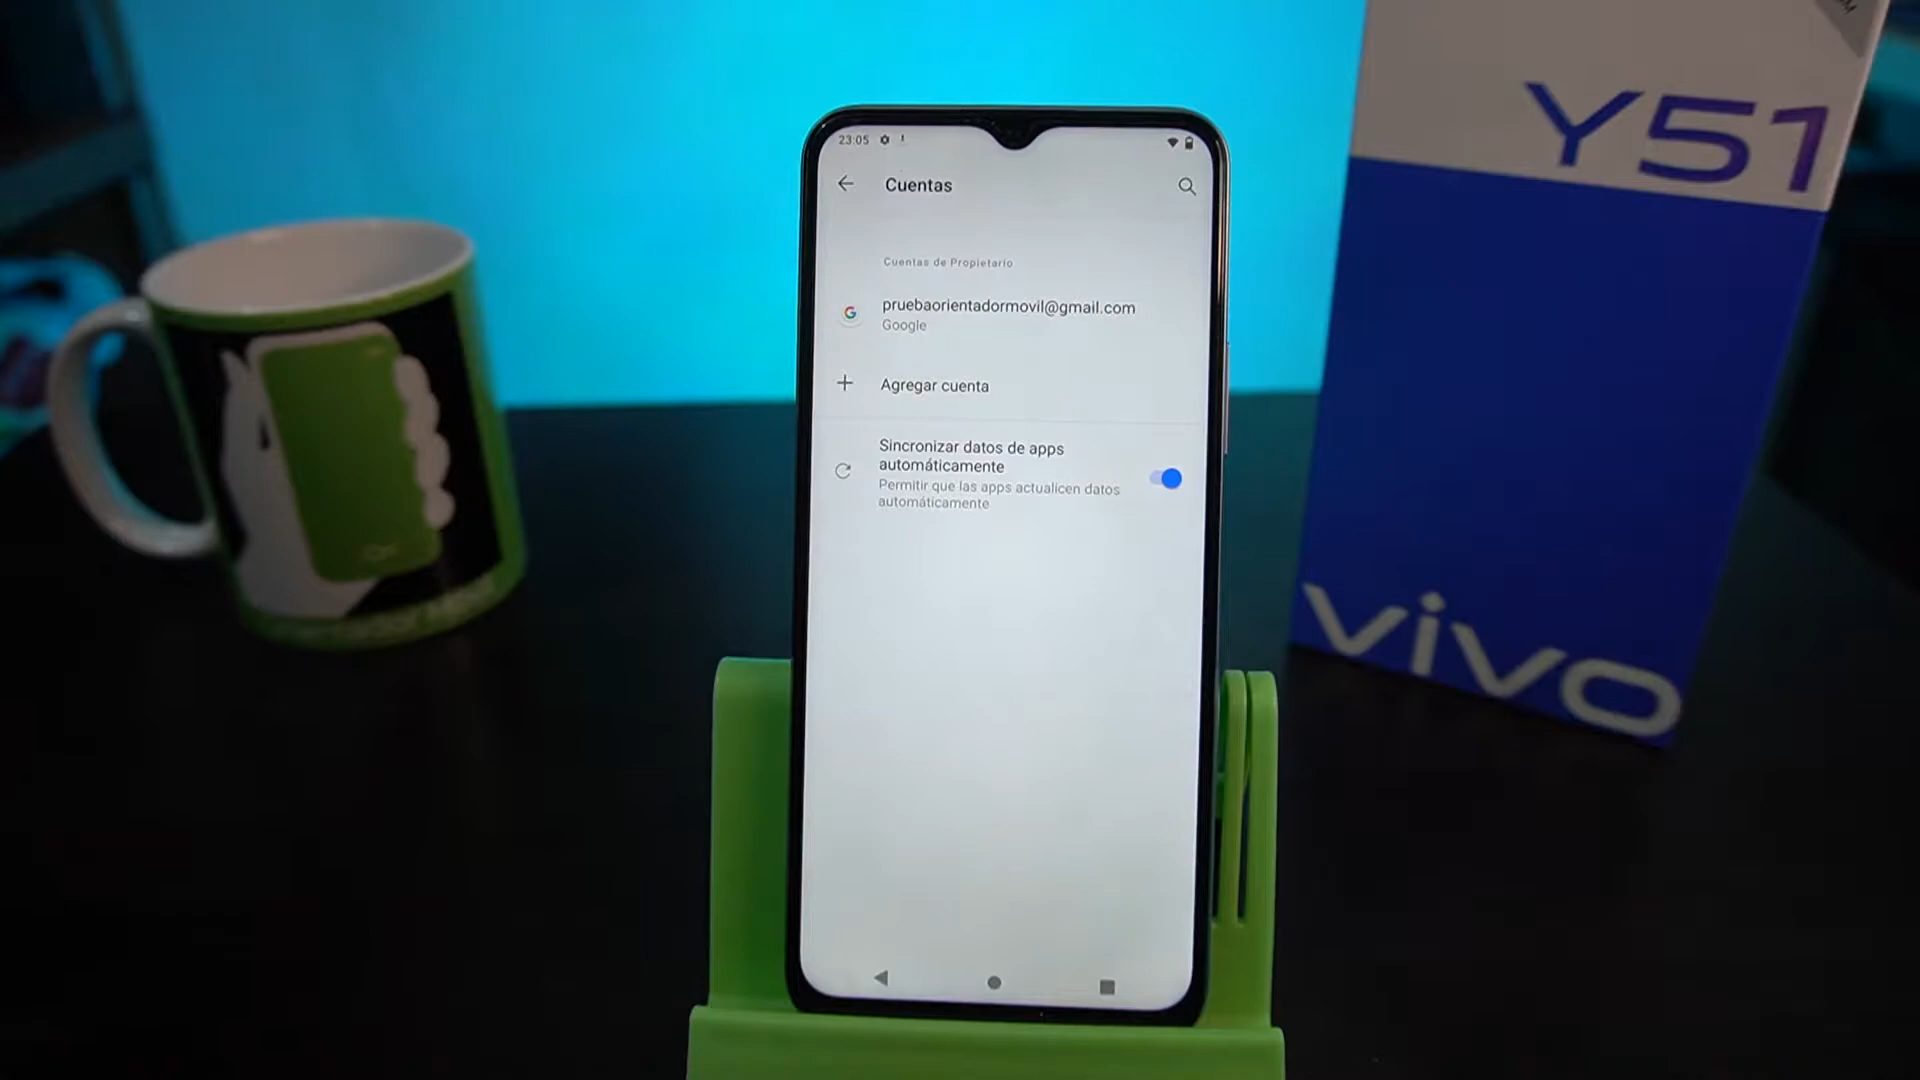 23:05
Cuentas
Cuentas de Propietario
pruebaorientadormovil@gmail.com
Google
Agregar cuenta
Sincronizar datos de apps
automáticamente
Permitir que las apps actualicen datos
automáticamente
Y51
vivo